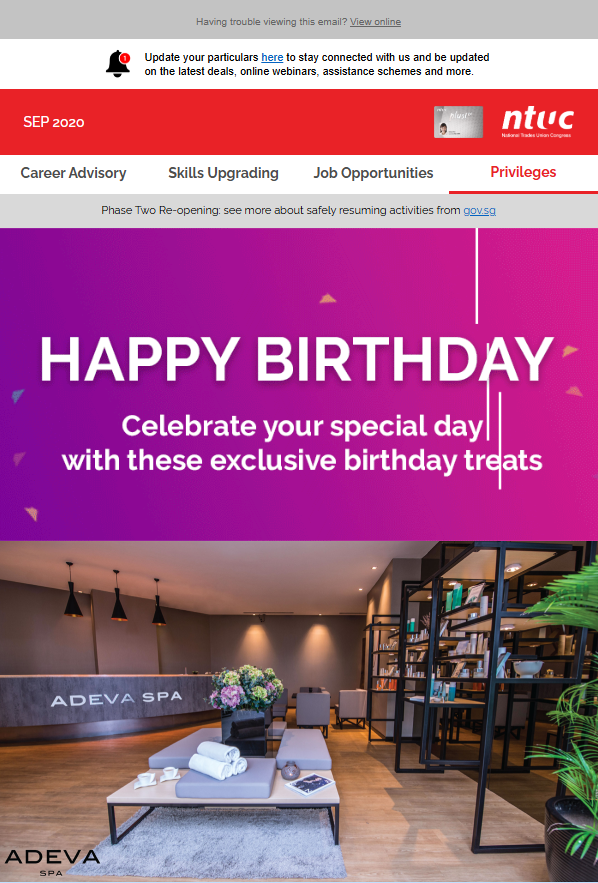 Having trouble viewing this email? View online
1
Update your particulars here to stay connected with us and be updated
on the latest deals, online webinars, assistance schemes and more.
SEP 2020
ntuc
National Trades Union Congress
Career Advisory
Skills Upgrading
Job Opportunities
Privileges
Phase Two Re-opening: see more about safely resuming activities from gov.sg
HAPPY BIRTHDAY
Celebrate your special day
with these exclusive birthday treats
ADEVA SPA
ADEVA
SPA